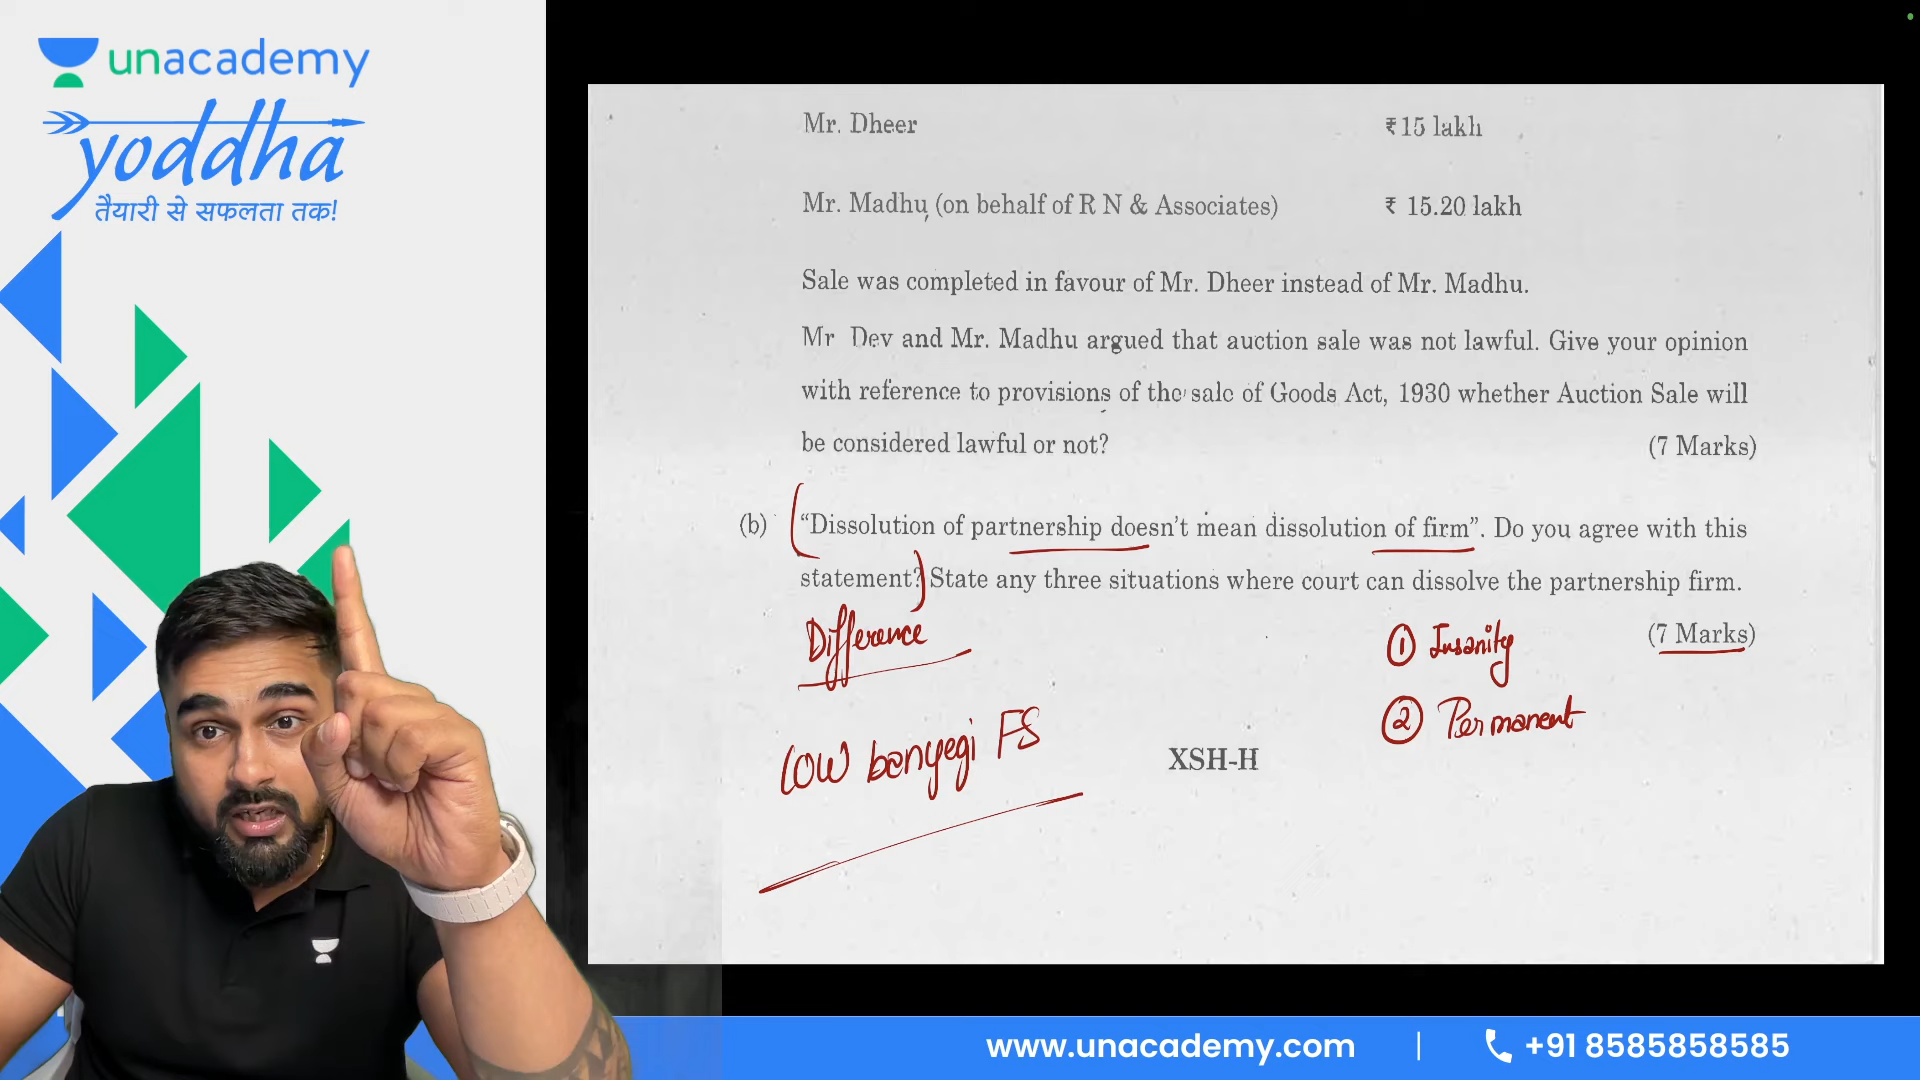 unacademy
yoddha
तैयारी से सफलता तक!
Mr. Dheer ₹15 lakh
Mr. Madhu (on behalf of R N & Associates) ₹ 15.20 lakh
Sale was completed in favour of Mr. Dheer instead of Mr. Madhu.
Mr Dev and Mr. Madhu argued that auction sale was not lawful. Give your opinion
with reference to provisions of the sale of Goods Act, 1930 whether Auction Sale will
be considered lawful or not? (7 Marks)
(b) “Dissolution of partnership doesn’t mean dissolution of firm”. Do you agree with this
statement? State any three situations where court can dissolve the partnership firm.
(7 Marks)
Difference
① Insanity
② Permanent
LOW banyegi FS
XSH-H
www.unacademy.com | +91 8585858585